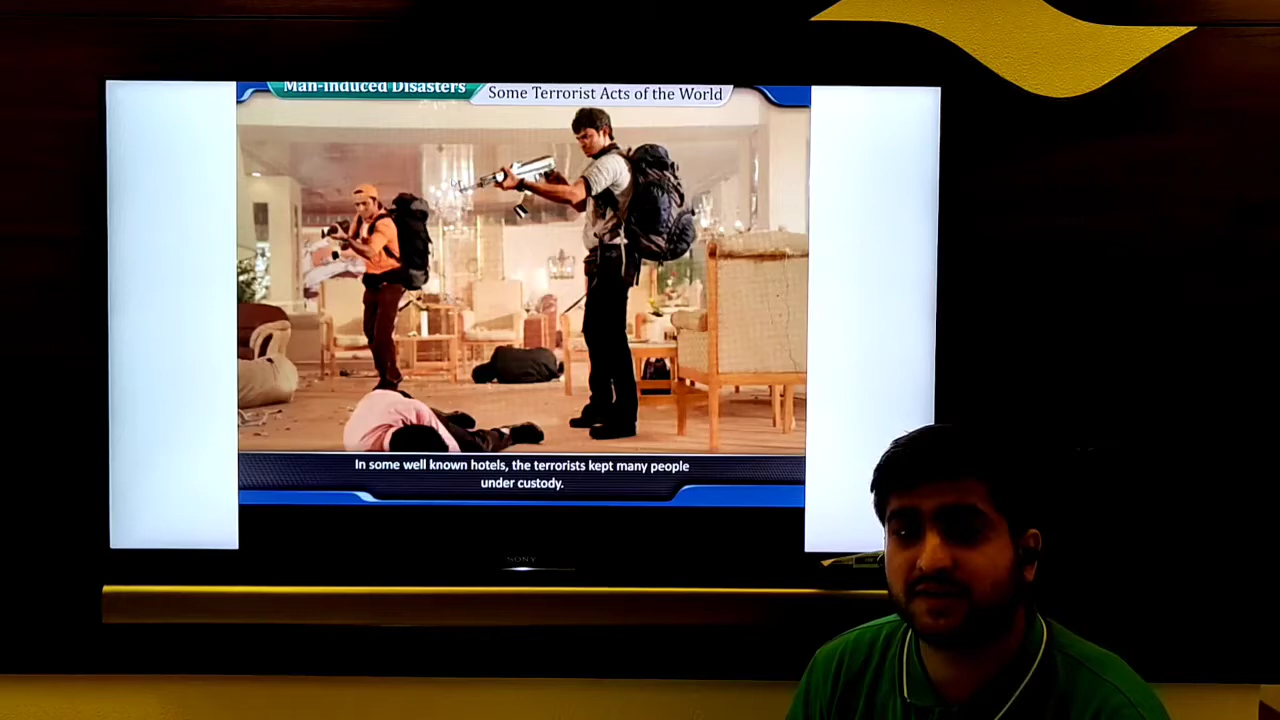 Man-induced Disasters
Some Terrorist Acts of the World
In some well known hotels, the terrorists kept many people
under custody.
SONY